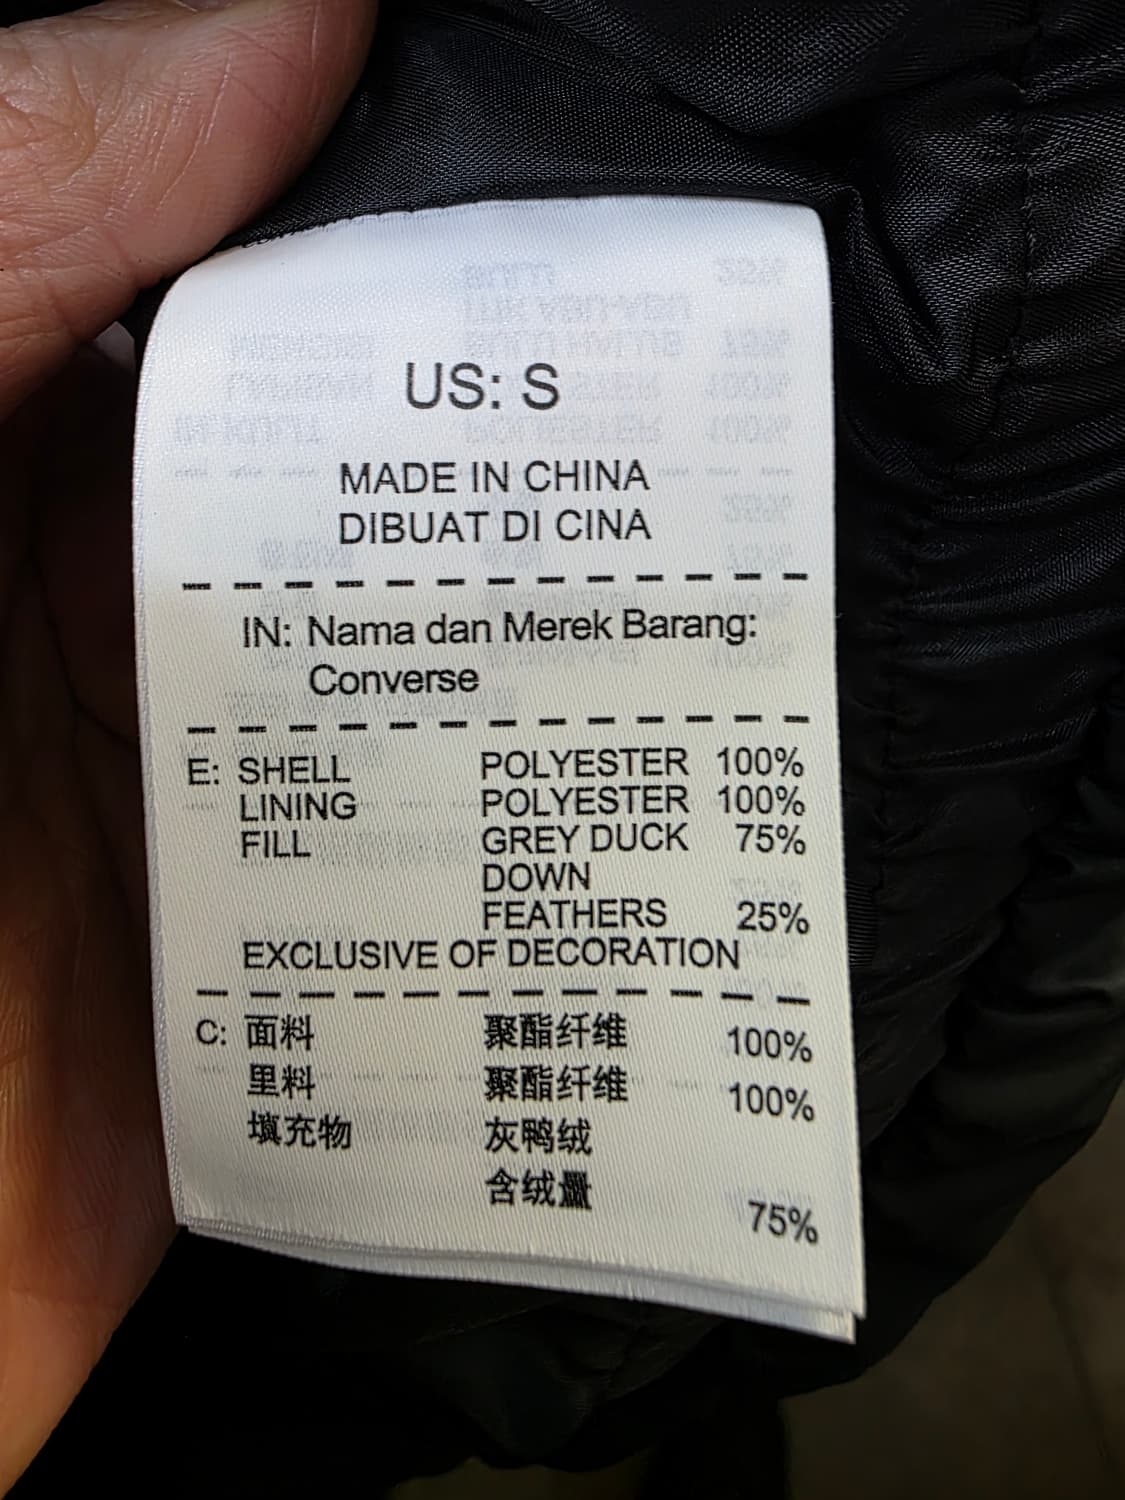 US: S
MADE IN CHINA
DIBUAT DI CINA
IN: Nama dan Merek Barang:
Converse
E: SHELL POLYESTER 100%
LINING POLYESTER 100%
FILL GREY DUCK 75%
DOWN
FEATHERS 25%
EXCLUSIVE OF DECORATION
C: 面料 聚酯纤维 100%
里料 聚酯纤维 100%
填充物 灰鸭绒
含绒量 75%